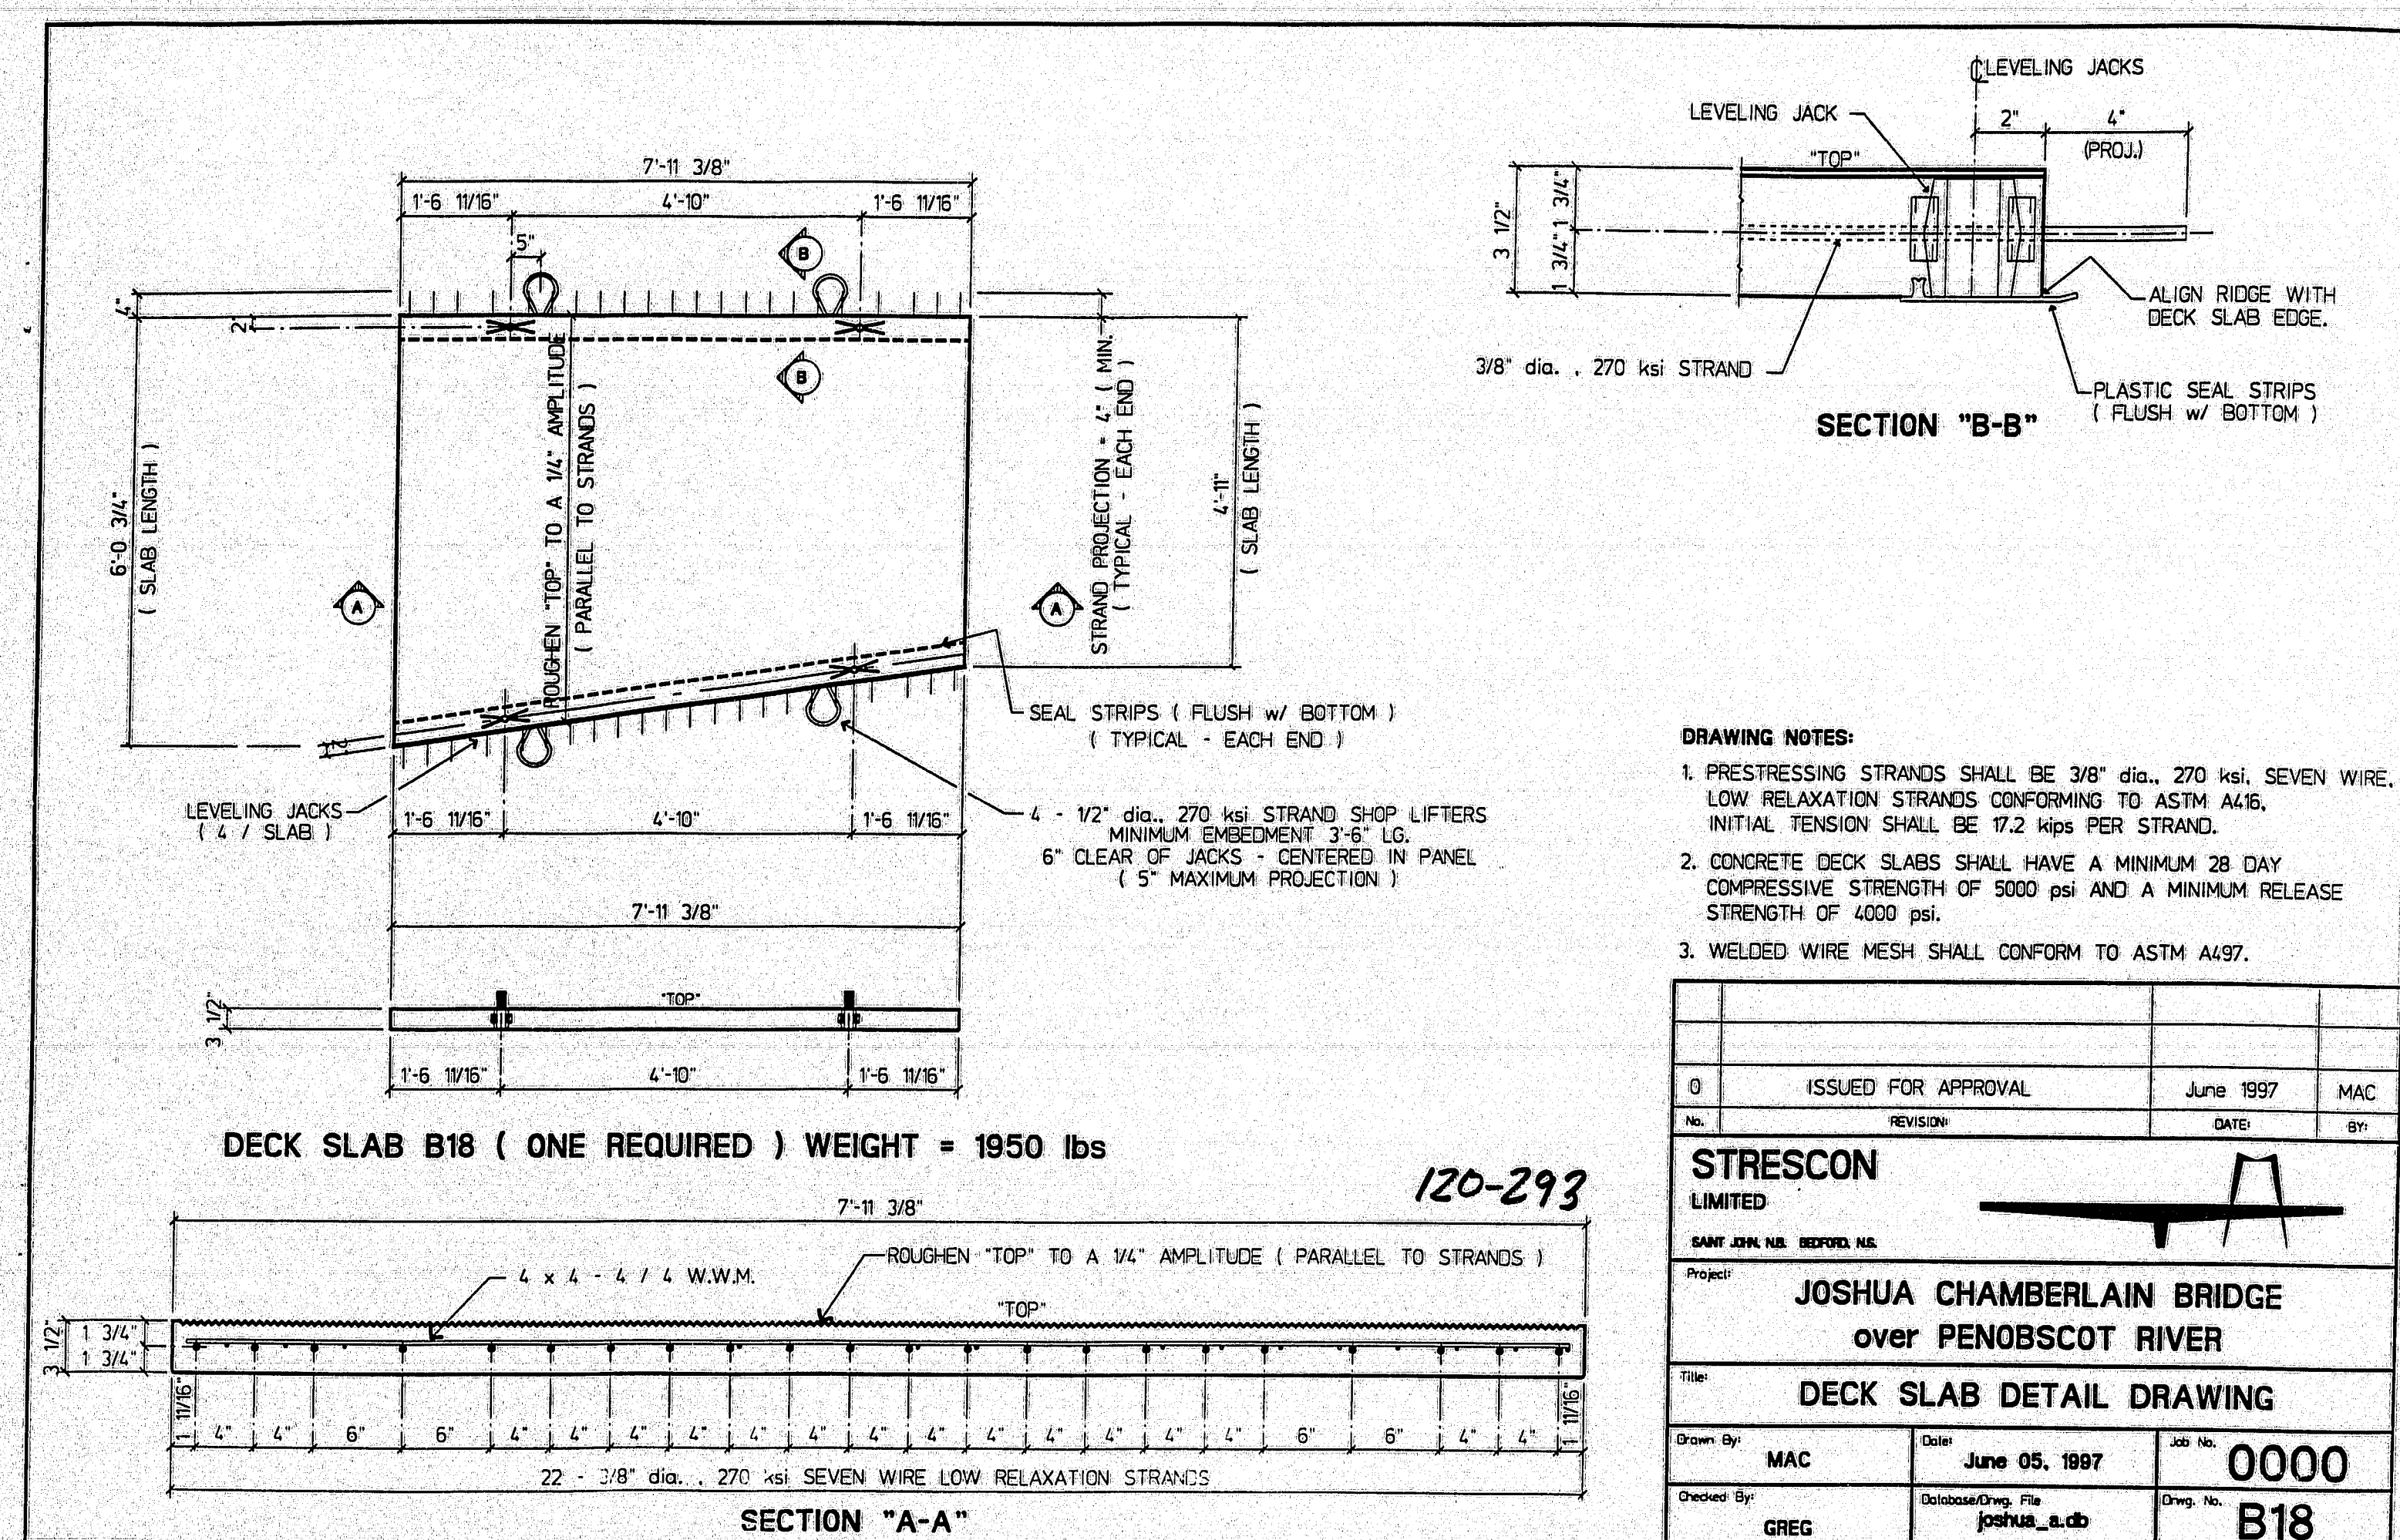 7'-11 3/8"
1'-6 11/16"
4'-10"
1'-6 11/16"
5"
B
4"
2"
B
6'-0 3/4"
( SLAB LENGTH )
ROUGHEN "TOP" TO A 1/4" AMPLITUDE
( PARALLEL TO STRANDS )
STRAND PROJECTION = 4" ( MIN. )
( TYPICAL - EACH END )
4'-11"
( SLAB LENGTH )
A
A
2"
SEAL STRIPS ( FLUSH w/ BOTTOM )
( TYPICAL - EACH END )
LEVELING JACKS
( 4 / SLAB )
1'-6 11/16"
4'-10"
1'-6 11/16"
4 - 1/2" dia., 270 ksi STRAND SHOP LIFTERS
MINIMUM EMBEDMENT 3'-6" LG.
6" CLEAR OF JACKS - CENTERED IN PANEL
( 5" MAXIMUM PROJECTION )
7'-11 3/8"
"TOP"
3 1/2"
1'-6 11/16"
4'-10"
1'-6 11/16"
DECK SLAB B18 ( ONE REQUIRED ) WEIGHT = 1950 lbs
120-293
7'-11 3/8"
ROUGHEN "TOP" TO A 1/4" AMPLITUDE ( PARALLEL TO STRANDS )
4 x 4 - 4 / 4 W.W.M.
"TOP"
3 1/2"
1 3/4"
1 3/4"
1 11/16"
4"
4"
6"
6"
4"
4"
4"
4"
4"
4"
4"
4"
4"
4"
4"
4"
4"
6"
6"
4"
4"
1 11/16"
22 - 3/8" dia. , 270 ksi SEVEN WIRE LOW RELAXATION STRANDS
SECTION "A-A"
℄ LEVELING JACKS
LEVELING JACK
2"
4"
(PROJ.)
"TOP"
3 1/2"
1 3/4"
1 3/4"
ALIGN RIDGE WITH
DECK SLAB EDGE.
3/8" dia. , 270 ksi STRAND
PLASTIC SEAL STRIPS
( FLUSH w/ BOTTOM )
SECTION "B-B"
DRAWING NOTES:
1. PRESTRESSING STRANDS SHALL BE 3/8" dia., 270 ksi, SEVEN WIRE,
LOW RELAXATION STRANDS CONFORMING TO ASTM A416,
INITIAL TENSION SHALL BE 17.2 kips PER STRAND.
2. CONCRETE DECK SLABS SHALL HAVE A MINIMUM 28 DAY
COMPRESSIVE STRENGTH OF 5000 psi AND A MINIMUM RELEASE
STRENGTH OF 4000 psi.
3. WELDED WIRE MESH SHALL CONFORM TO ASTM A497.
0 ISSUED FOR APPROVAL June 1997 MAC
No. REVISION: DATE: BY:
STRESCON
LIMITED
SAINT JOHN, N.B. BEDFORD, N.S.
Project:
JOSHUA CHAMBERLAIN BRIDGE
over PENOBSCOT RIVER
Title:
DECK SLAB DETAIL DRAWING
Drawn By: Date: Job No.
MAC June 05, 1997 0000
Checked By: Database/Drwg. File Drwg. No.
GREG joshua_a.db B18